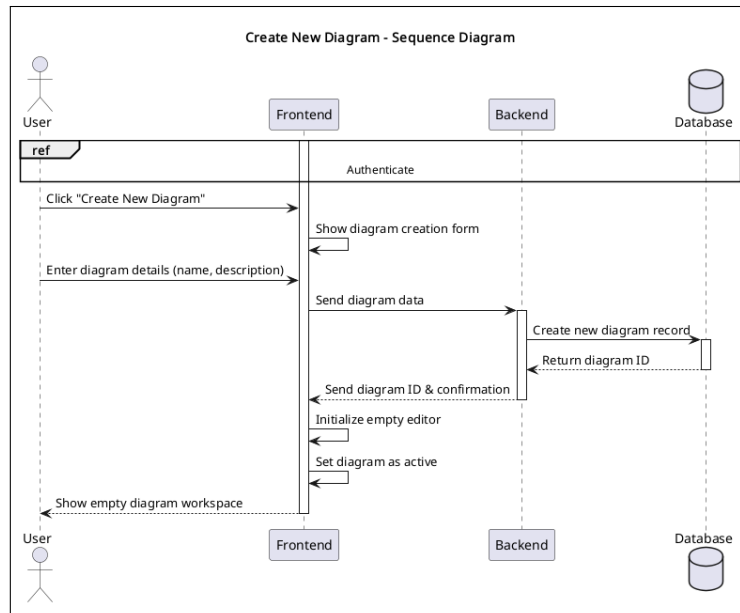 Create New Diagram - Sequence Diagram
User
Frontend
Backend
Database
ref
Authenticate
Click "Create New Diagram"
Show diagram creation form
Enter diagram details (name, description)
Send diagram data
Create new diagram record
Return diagram ID
Send diagram ID & confirmation
Initialize empty editor
Set diagram as active
Show empty diagram workspace
User
Frontend
Backend
Database